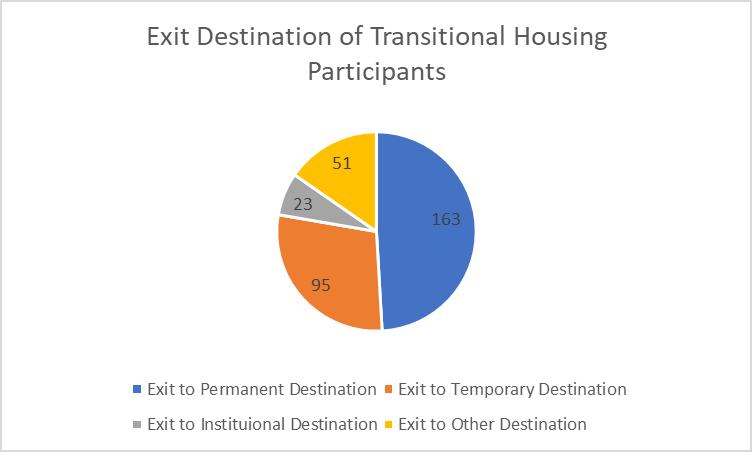 Exit Destination of Transitional Housing
Participants
51
23
163
95
Exit to Permanent Destination Exit to Temporary Destination
Exit to Instituional Destination Exit to Other Destination